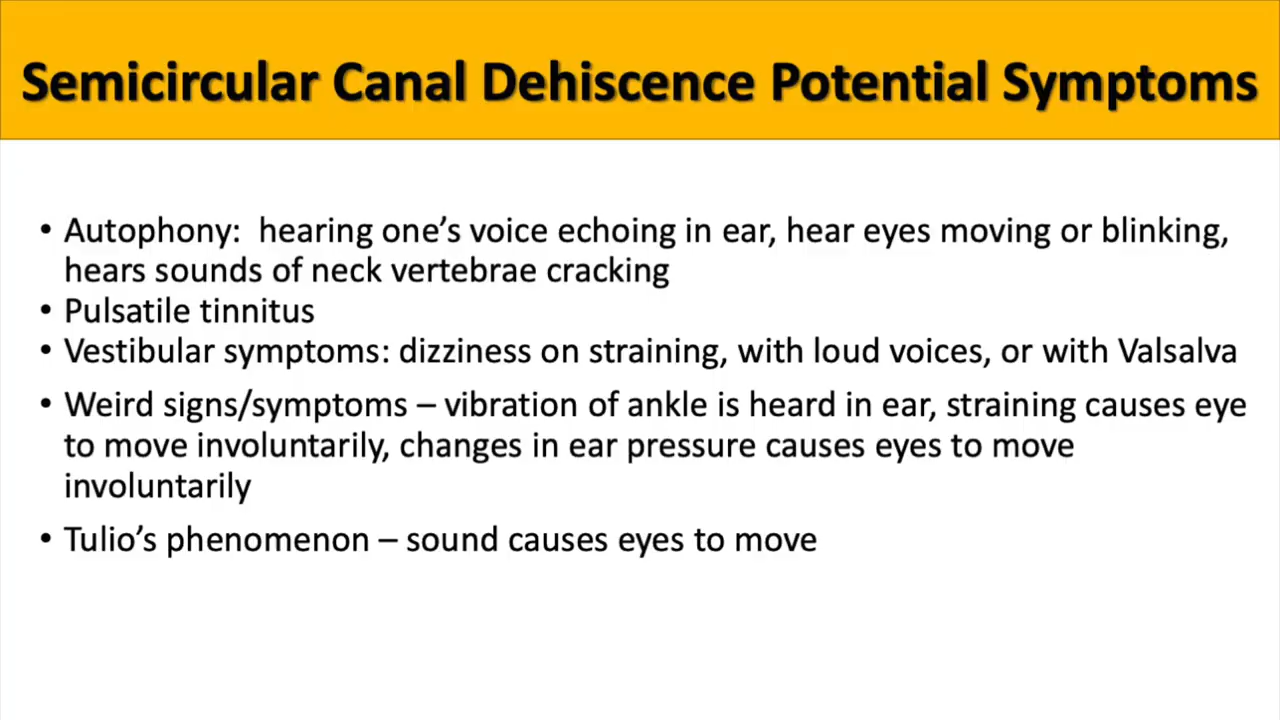 Semicircular Canal Dehiscence Potential Symptoms
• Autophony:  hearing one’s voice echoing in ear, hear eyes moving or blinking,
hears sounds of neck vertebrae cracking
• Pulsatile tinnitus
• Vestibular symptoms: dizziness on straining, with loud voices, or with Valsalva
• Weird signs/symptoms – vibration of ankle is heard in ear, straining causes eye
to move involuntarily, changes in ear pressure causes eyes to move
involuntarily
• Tulio’s phenomenon – sound causes eyes to move